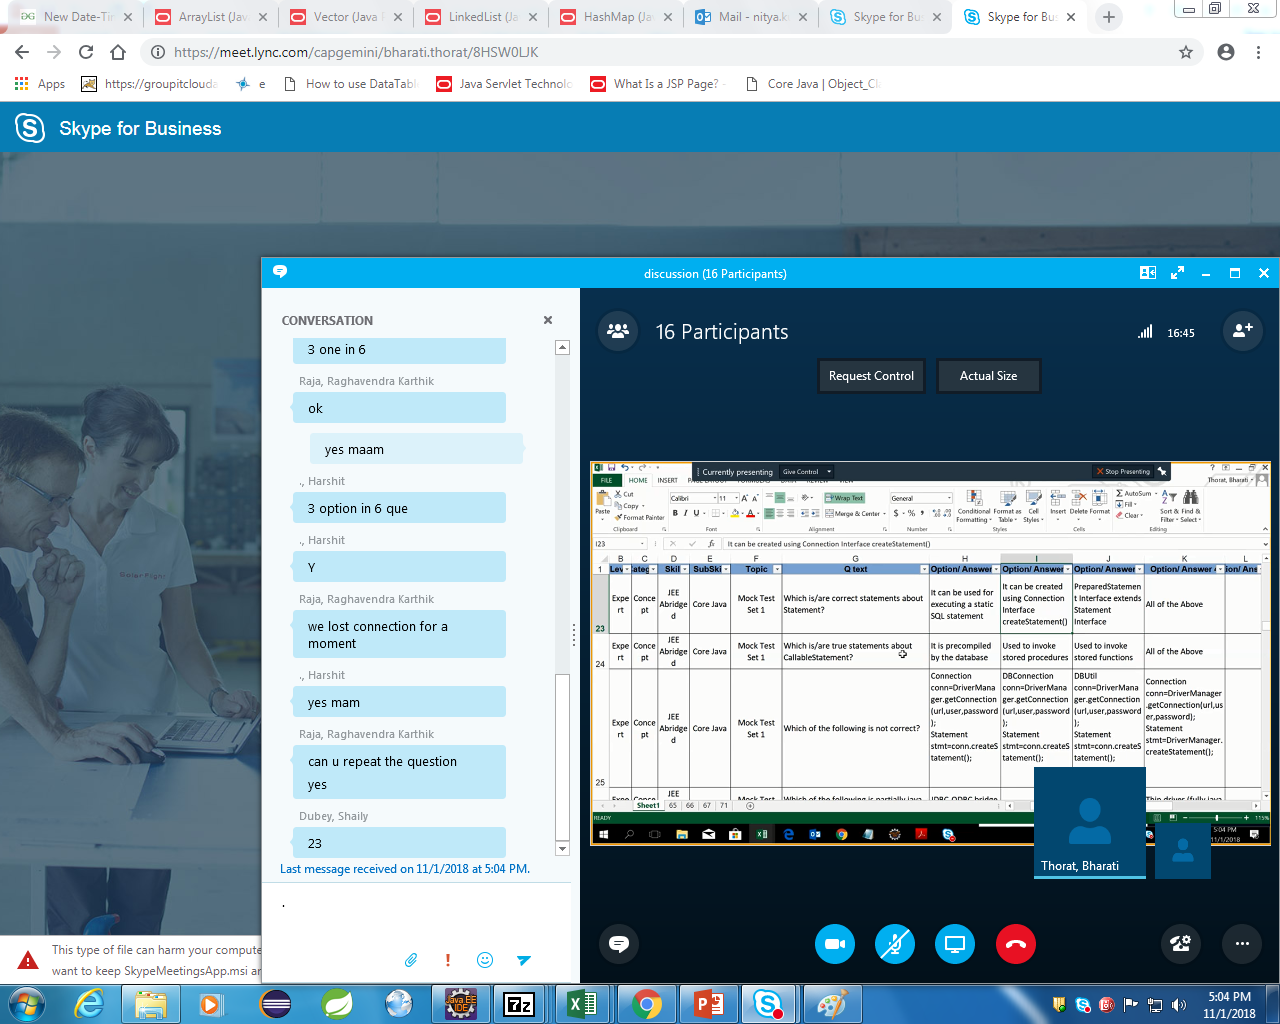 New Date-Tim
ArrayList (Java
Vector (Java
LinkedList (Ja
HashMap (Ja
Mail - nitya.k
Skype for Bu
Skype for Bus
https://meet.lync.com/capgemini/bharati.thorat/8HSW0LJK
Apps
https://groupitclouda
e
How to use DataTabl
Java Servlet Technolo
What Is a JSP Page? -
Core Java | Object_Cl
Skype for Business
discussion (16 Participants)
CONVERSATION
3 one in 6
Raja, Raghavendra Karthik
ok
yes maam
., Harshit
3 option in 6 que
., Harshit
Y
Raja, Raghavendra Karthik
we lost connection for a
moment
., Harshit
yes mam
Raja, Raghavendra Karthik
can u repeat the question
yes
Dubey, Shaily
23
Last message received on 11/1/2018 at 5:04 PM.
.
16 Participants
16:45
Request Control
Actual Size
Currently presenting
Give Control
Stop Presenting
FILE
HOME
INSERT
Thorat, Bharati
Paste
Cut
Copy
Format Painter
Clipboard
Calibri
11
B I U
Font
Wrap Text
Merge & Center
Alignment
General
Number
Conditional Formatting
Format as Table
Cell Styles
Styles
Insert Delete Format
Cells
AutoSum
Fill
Clear
Sort & Filter
Find & Select
Editing
I23
It can be created using Connection Interface createStatement()
B C D E F G H I J K L
1 Lev ateg Skil SubSki Topic Q text Option/ Answer Option/ Answer Option/ Answer Option/ Answer ion/ Ans
23 Expert Concept JEE Abridged Core Java Mock Test Set 1 Which is/are correct statements about Statement? It can be used for executing a static SQL statement It can be created using Connection Interface createStatement() PreparedStatement Interface extends Statement Interface All of the Above
24 Expert Concept JEE Abridged Core Java Mock Test Set 1 Which is/are true statements about CallableStatement? It is precompiled by the database Used to invoke stored procedures Used to invoke stored functions All of the Above
25 Expert Concept JEE Abridged Core Java Mock Test Set 1 Which of the following is not correct? Connection conn=DriverManager.getConnection(url,user,password); Statement stmt=conn.createStatement(); DBConnection conn=DriverManager.getConnection(url,user,password); Statement stmt=conn.createStatement(); DBUtil conn=DriverManager.getConnection(url,user,password); Statement stmt=conn.createStatement(); Connection conn=DriverManager.getConnection(url,user,password); Statement stmt=DriverManager.createStatement();
JEE
Sheet1 65 66 67 71
READY
115%
5:04 PM
11/1/2018
Thorat, Bharati
This type of file can harm your compute
want to keep SkypeMeetingsApp.msi an
Java EE
IDE
7z
5:04 PM
11/1/2018